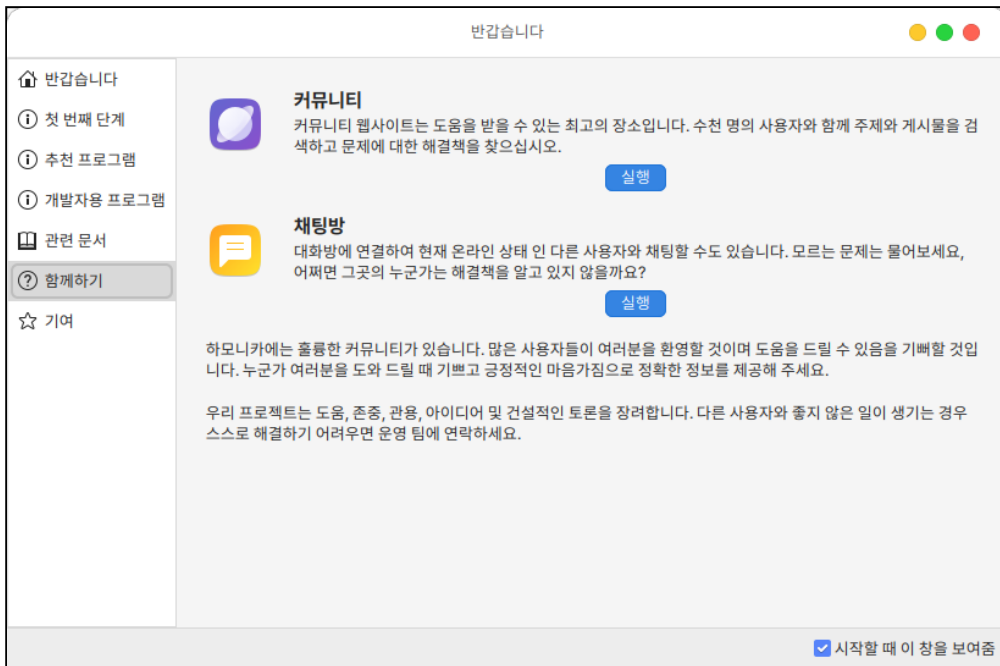 반갑습니다
반갑습니다
첫 번째 단계
추천 프로그램
개발자용 프로그램
관련 문서
함께하기
기여
커뮤니티
커뮤니티 웹사이트는 도움을 받을 수 있는 최고의 장소입니다. 수천 명의 사용자와 함께 주제와 게시물을 검
색하고 문제에 대한 해결책을 찾으십시오.
실행
채팅방
대화방에 연결하여 현재 온라인 상태 인 다른 사용자와 채팅할 수도 있습니다. 모르는 문제는 물어보세요,
어쩌면 그곳의 누군가는 해결책을 알고 있지 않을까요?
실행
하모니카에는 훌륭한 커뮤니티가 있습니다. 많은 사용자들이 여러분을 환영할 것이며 도움을 드릴 수 있음을 기뻐할 것입
니다. 누군가 여러분을 도와 드릴 때 기쁘고 긍정적인 마음가짐으로 정확한 정보를 제공해 주세요.
우리 프로젝트는 도움, 존중, 관용, 아이디어 및 건설적인 토론을 장려합니다. 다른 사용자와 좋지 않은 일이 생기는 경우
스스로 해결하기 어려우면 운영 팀에 연락하세요.
시작할 때 이 창을 보여줌